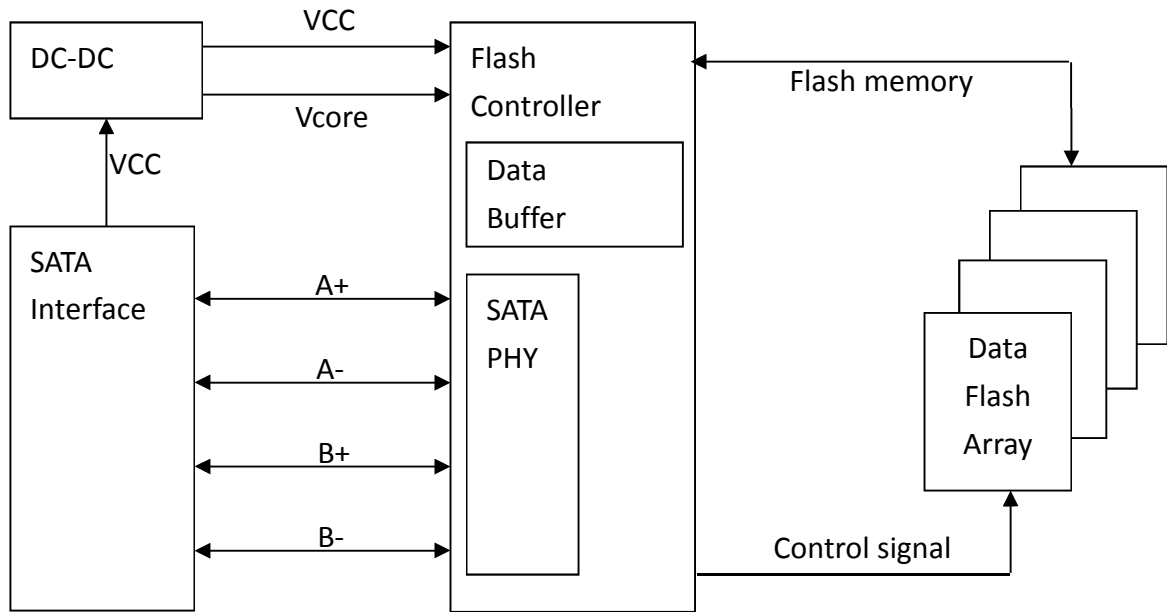 DC-DC
VCC
Vcore
VCC
Flash
Controller
Data
Buffer
Flash memory
SATA
Interface
A+
A-
B+
B-
SATA
PHY
Data
Flash
Array
Control signal